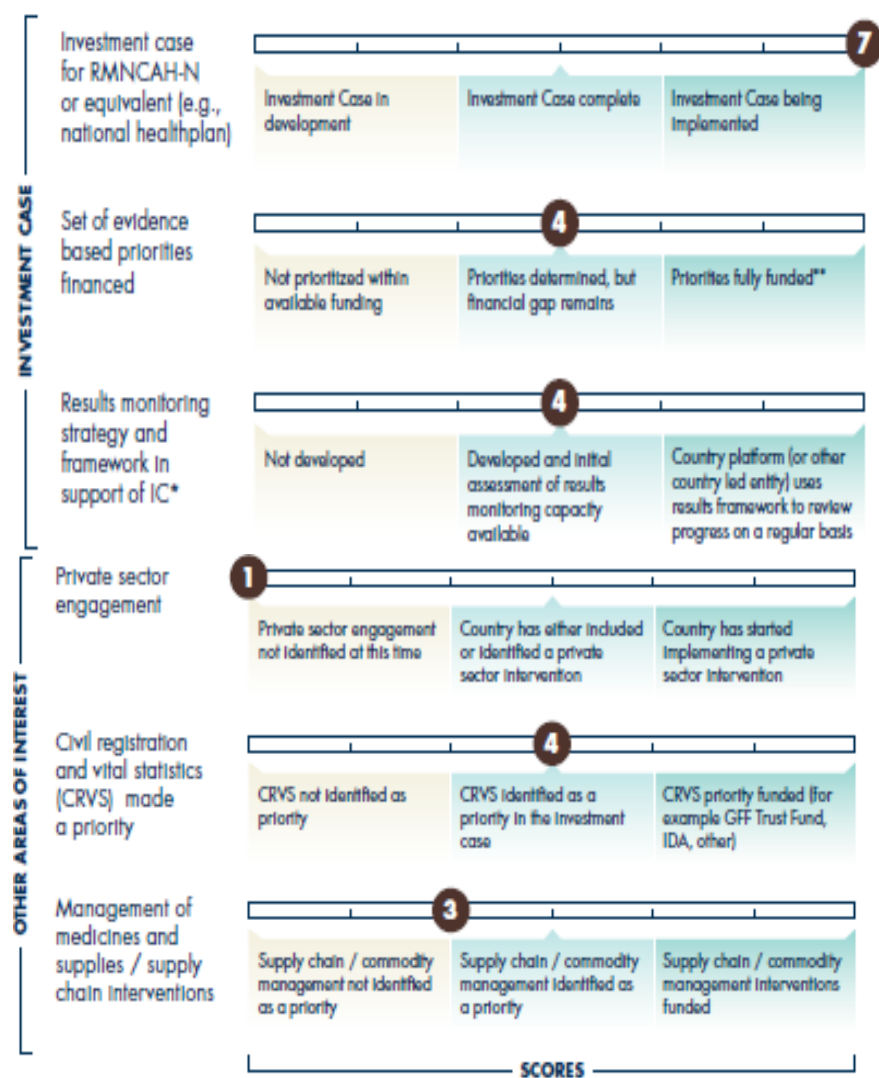 INVESTMENT CASE
Investment case
for RMNCAH-N
or equivalent (e.g.,
national healthplan)
7
Investment Case in
development
Investment Case complete
Investment Case being
implemented
Set of evidence
based priorities
financed
4
Not prioritized within
available funding
Priorities determined, but
financial gap remains
Priorities fully funded**
Results monitoring
strategy and
framework in
support of IC*
4
Not developed
Developed and initial
assessment of results
monitoring capacity
available
Country platform (or other
country led entity) uses
results framework to review
progress on a regular basis
OTHER AREAS OF INTEREST
Private sector
engagement
1
Private sector engagement
not identified at this time
Country has either included
or identified a private
sector intervention
Country has started
implementing a private
sector intervention
Civil registration
and vital statistics
(CRVS) made
a priority
4
CRVS not identified as
priority
CRVS identified as a
priority in the investment
case
CRVS priority funded (for
example GFF Trust Fund,
IDA, other)
Management of
medicines and
supplies / supply
chain interventions
3
Supply chain / commodity
management not identified
as a priority
Supply chain / commodity
management identified as
a priority
Supply chain / commodity
management interventions
funded
SCORES